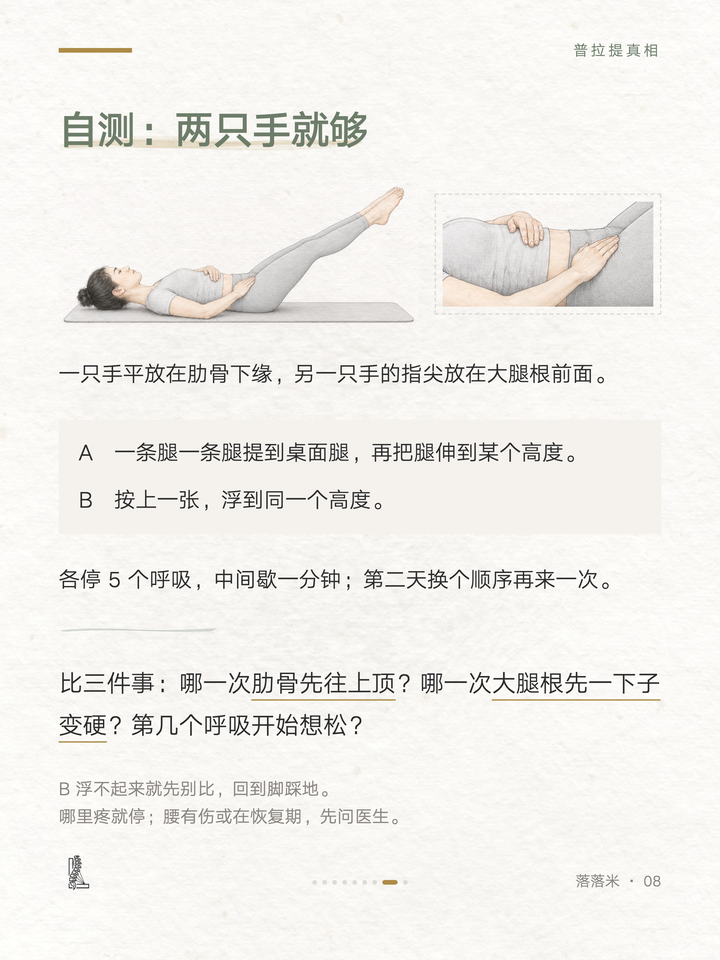 普拉提真相
自测：两只手就够
一只手平放在肋骨下缘，另一只手的指尖放在大腿根前面。
A 一条腿一条腿提到桌面腿，再把腿伸到某个高度。
B 按上一张，浮到同一个高度。
各停 5 个呼吸，中间歇一分钟；第二天换个顺序再来一次。
比三件事：哪一次肋骨先往上顶？哪一次大腿根先一下子
变硬？第几个呼吸开始想松？
B 浮不起来就先别比，回到脚踩地。
哪里疼就停；腰有伤或在恢复期，先问医生。
落落米 · 08